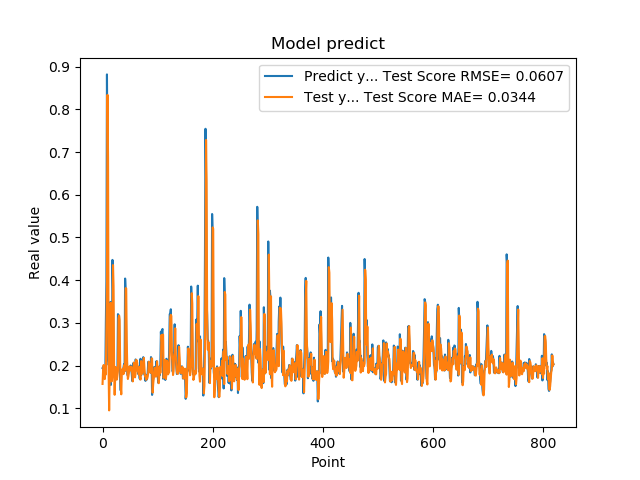 Model predict
Predict y... Test Score RMSE= 0.0607
Test y... Test Score MAE= 0.0344
Real value
0.9
0.8
0.7
0.6
0.5
0.4
0.3
0.2
0.1
0 200 400 600 800
Point